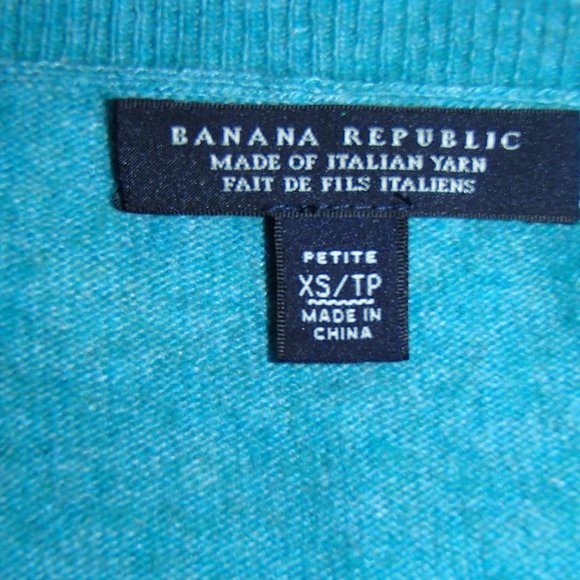 BANANA REPUBLIC
MADE OF ITALIAN YARN
FAIT DE FILS ITALIENS
PETITE
XS/TP
MADE IN
CHINA